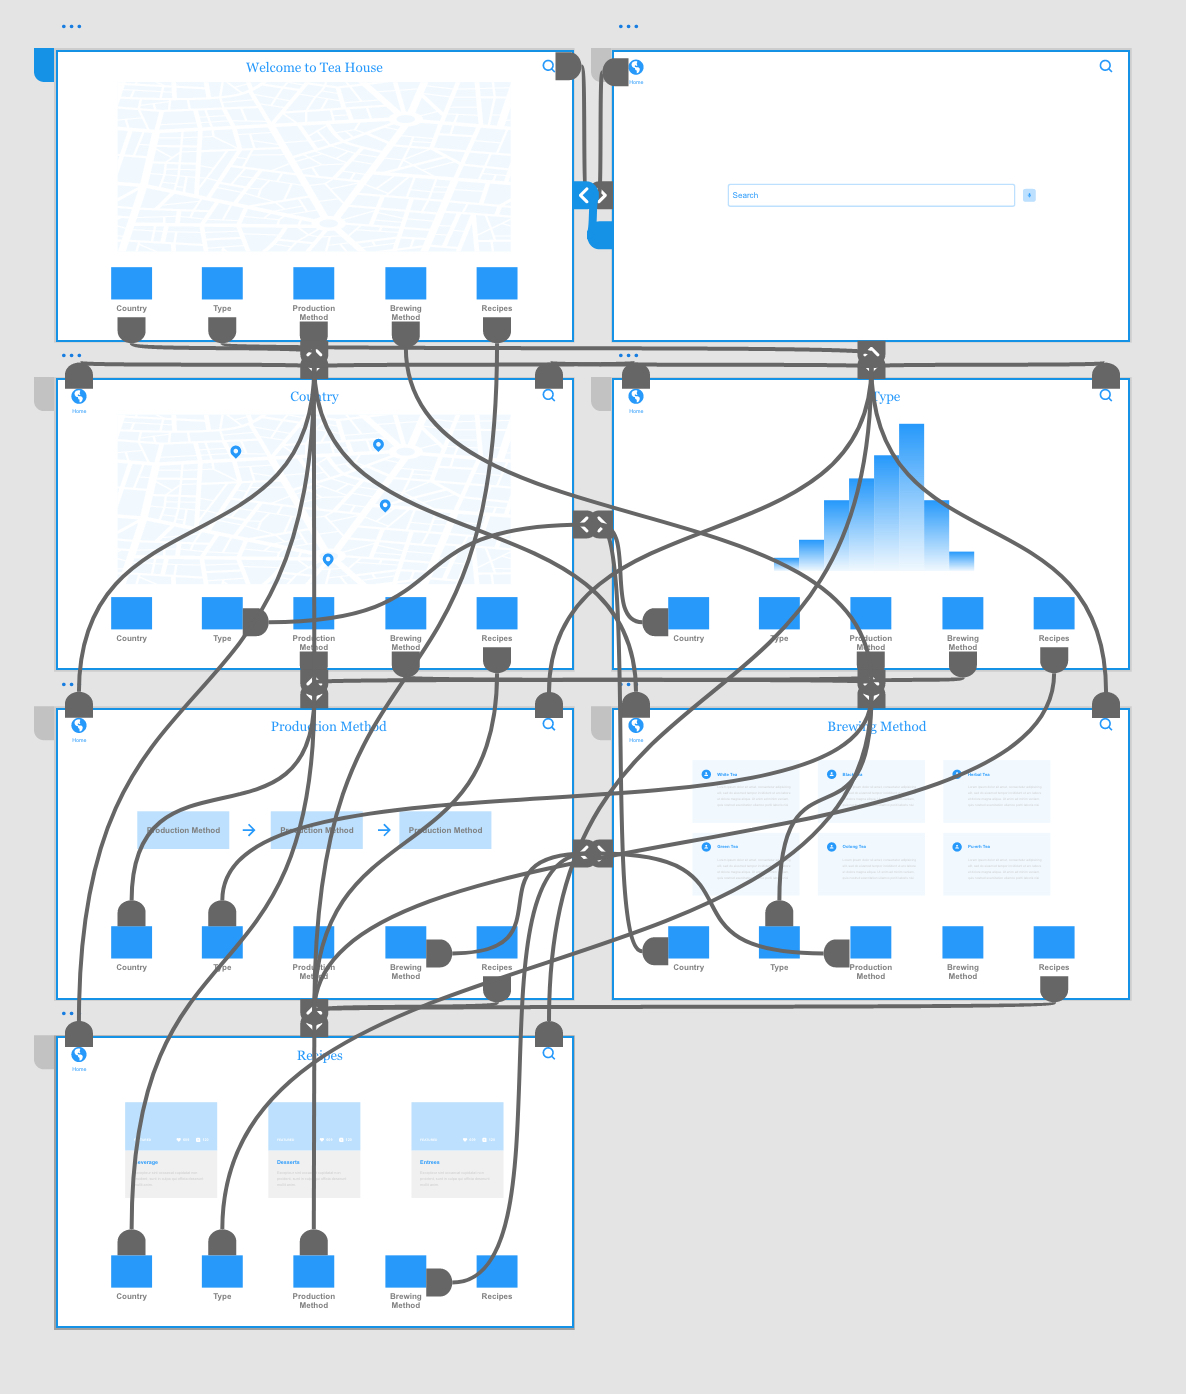 Welcome to Tea House
Country
Type
Production
Method
Brewing
Method
Recipes
Home
Search
Home
Country
Country
Type
Production
Method
Brewing
Method
Recipes
Home
Type
Country
Type
Production
Method
Brewing
Method
Recipes
Home
Production Method
Production Method
Production Method
Production Method
Country
Type
Production
Method
Brewing
Method
Recipes
Home
Brewing Method
White Tea
Black Tea
Herbal Tea
Green Tea
Oolong Tea
Puerh Tea
Country
Type
Production
Method
Brewing
Method
Recipes
Home
Recipes
Beverage
Desserts
Entrees
Country
Type
Production
Method
Brewing
Method
Recipes